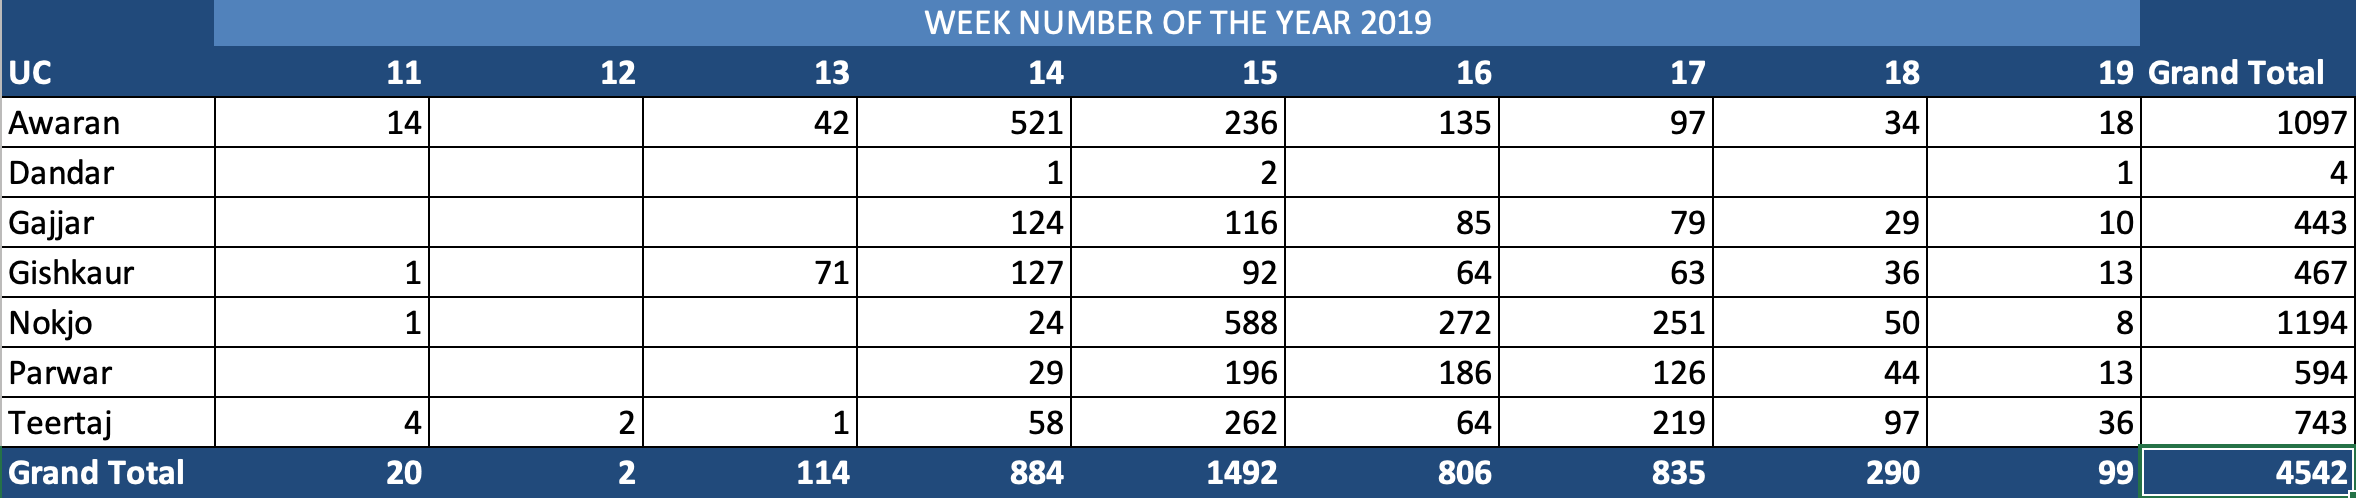 WEEK NUMBER OF THE YEAR 2019
UC 11 12 13 14 15 16 17 18 19 Grand Total
Awaran 14 42 521 236 135 97 34 18 1097
Dandar 1 2 1 4
Gajjar 124 116 85 79 29 10 443
Gishkaur 1 71 127 92 64 63 36 13 467
Nokjo 1 24 588 272 251 50 8 1194
Parwar 29 196 186 126 44 13 594
Teertaj 4 2 1 58 262 64 219 97 36 743
Grand Total 20 2 114 884 1492 806 835 290 99 4542